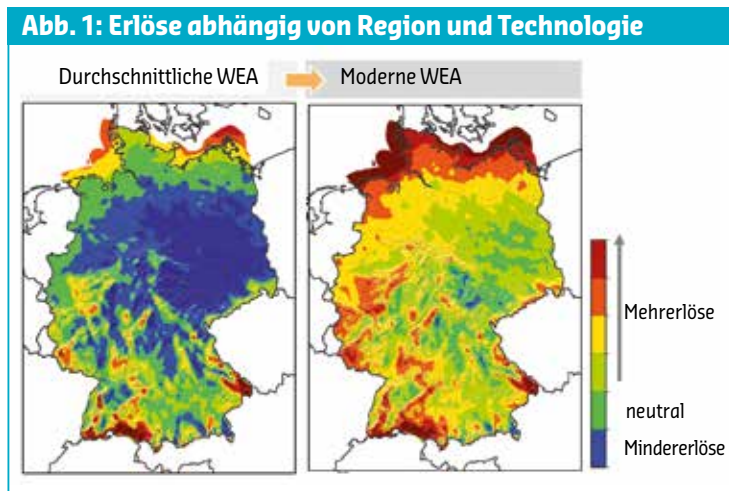 Abb. 1: Erlöse abhängig von Region und Technologie
Durchschnittliche WEA
Moderne WEA
Mehrerlöse
neutral
Mindererlöse